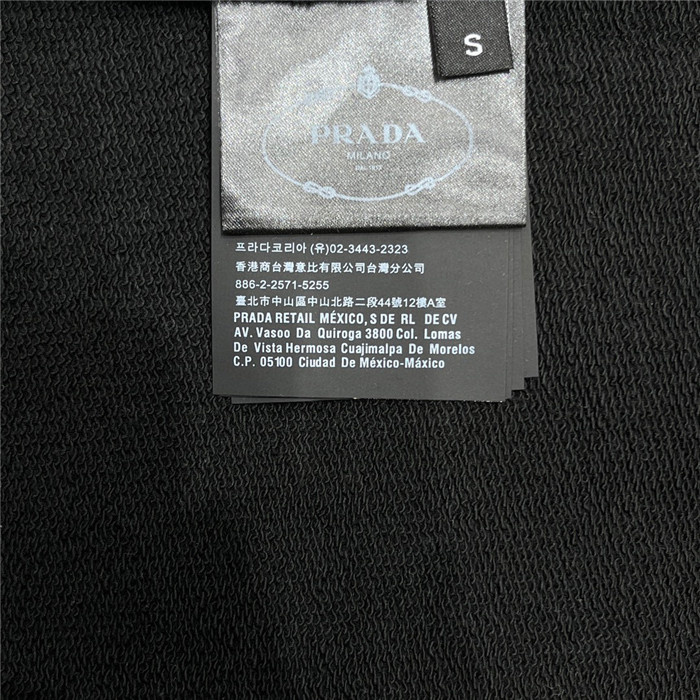 S
PRADA
MILANO
DAL 1913
프라다코리아 (유)02-3443-2323
香港商台灣意比有限公司台灣分公司
886-2-2571-5255
臺北市中山區中山北路二段44號12樓A室
PRADA RETAIL MÉXICO, S DE RL DE CV
AV. Vasoo Da Quiroga 3800 Col. Lomas
De Vista Hermosa Cuajimalpa De Morelos
C.P. 05100 Ciudad De México-Máxico